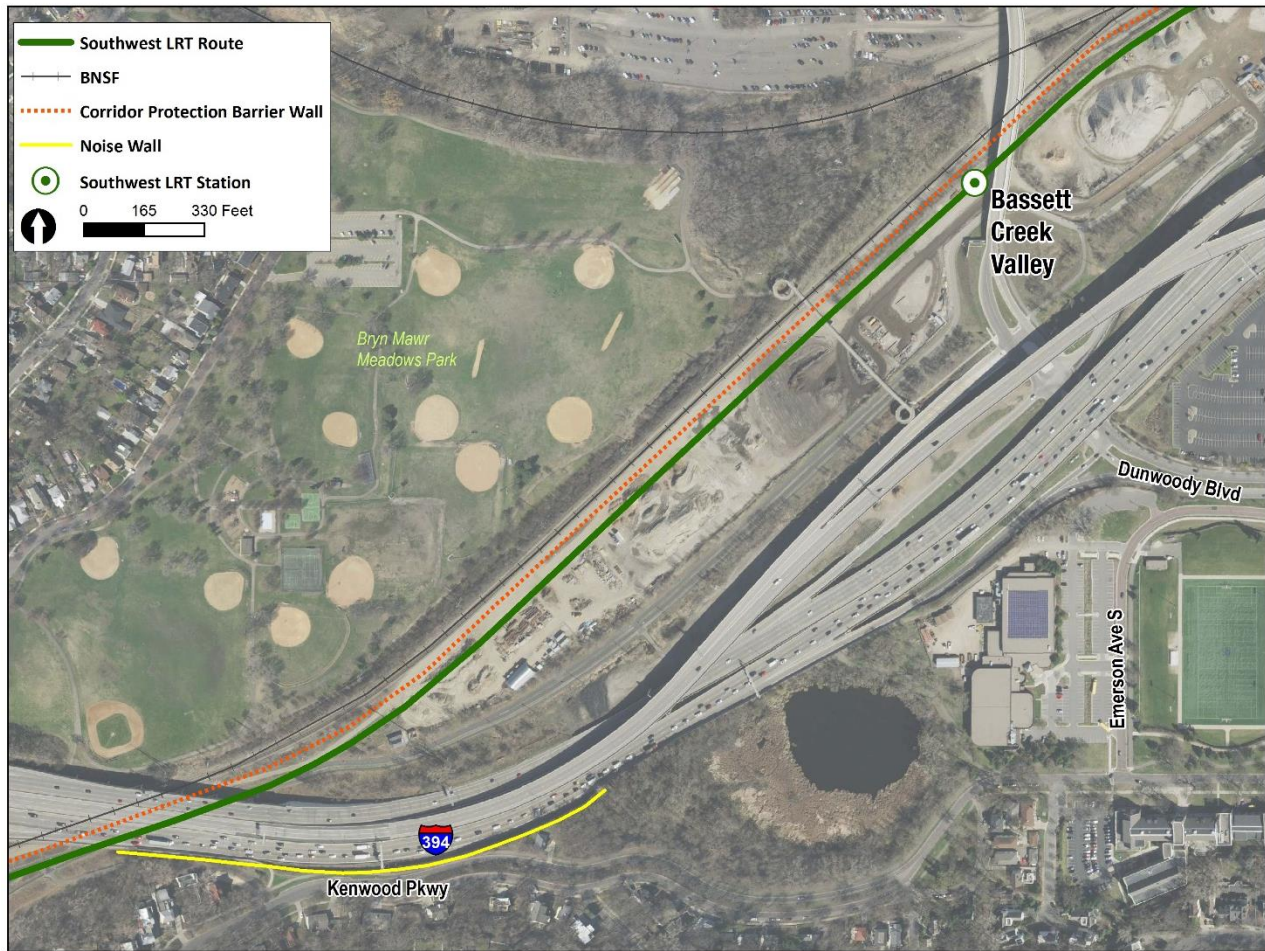 Southwest LRT Route
BNSF
Corridor Protection Barrier Wall
Noise Wall
Southwest LRT Station
0 165 330 Feet
Bassett
Creek
Valley
Bryn Mawr
Meadows Park
Dunwoody Blvd
Emerson Ave S
394
Kenwood Pkwy